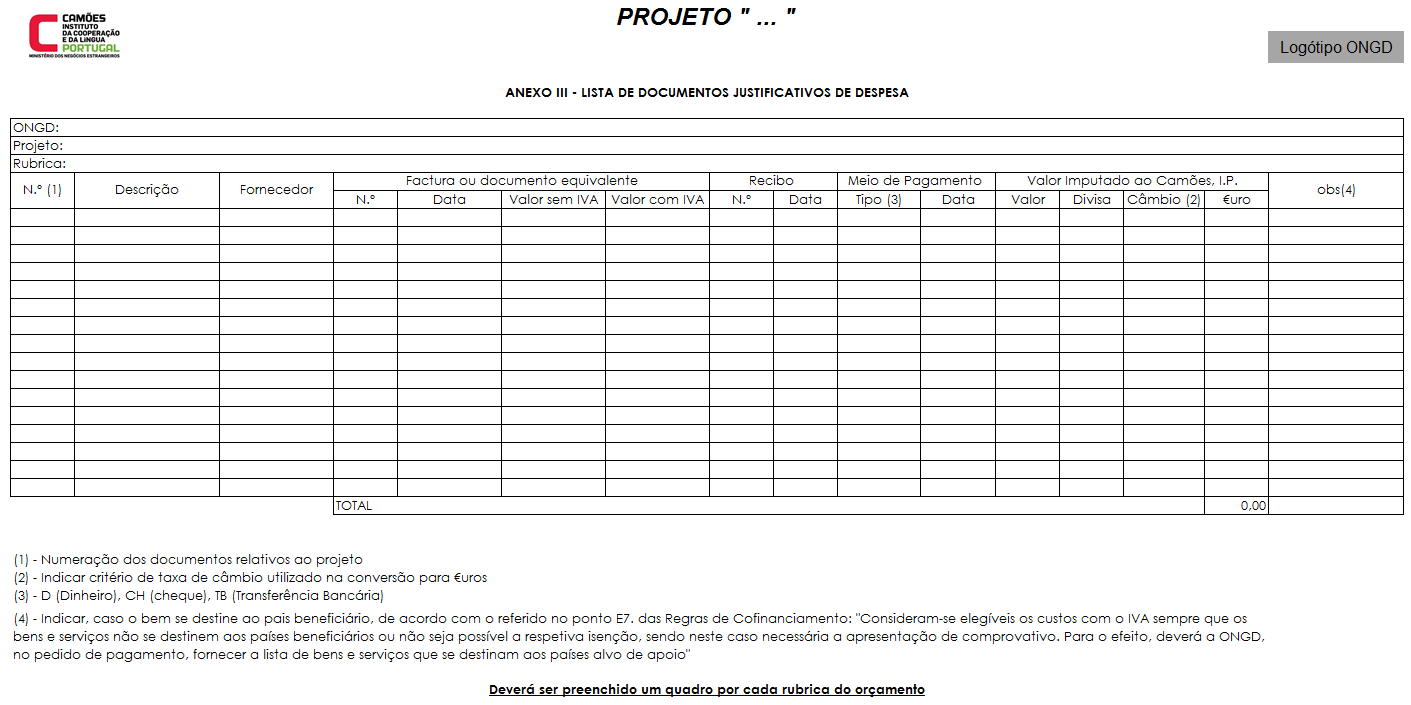 CAMÕES
INSTITUTO
DA COOPERAÇÃO
E DA LÍNGUA
PORTUGAL
MINISTÉRIO DOS NEGÓCIOS ESTRANGEIROS
PROJETO " ... "
Logótipo ONGD
ANEXO III - LISTA DE DOCUMENTOS JUSTIFICATIVOS DE DESPESA
ONGD:
Projeto:
Rubrica:
N.º (1) Descrição Fornecedor Factura ou documento equivalente Recibo Meio de Pagamento Valor Imputado ao Camões, I.P. obs(4)
N.º Data Valor sem IVA Valor com IVA N.º Data Tipo (3) Data Valor Divisa Câmbio (2) €uro
TOTAL 0,00
(1) - Numeração dos documentos relativos ao projeto
(2) - Indicar critério de taxa de câmbio utilizado na conversão para €uros
(3) - D (Dinheiro), CH (cheque), TB (Transferência Bancária)
(4) - Indicar, caso o bem se destine ao pais beneficiário, de acordo com o referido no ponto E7. das Regras de Cofinanciamento: "Consideram-se elegíveis os custos com o IVA sempre que os
bens e serviços não se destinem aos países beneficiários ou não seja possível a respetiva isenção, sendo neste caso necessária a apresentação de comprovativo. Para o efeito, deverá a ONGD,
no pedido de pagamento, fornecer a lista de bens e serviços que se destinam aos países alvo de apoio"
Deverá ser preenchido um quadro por cada rubrica do orçamento